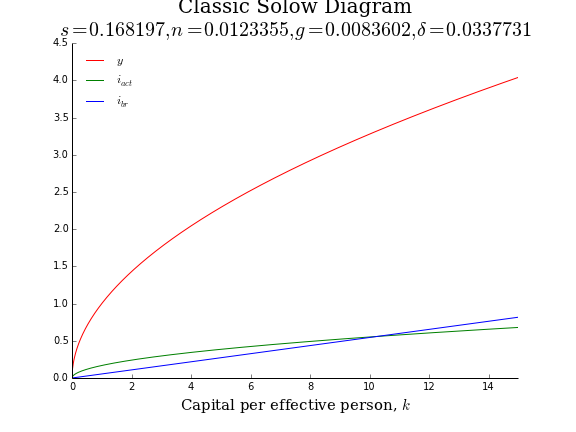 Classic Solow Diagram
s=0.168197,n=0.0123355,g=0.0083602,δ=0.0337731
4.5
4.0
3.5
3.0
2.5
2.0
1.5
1.0
0.5
0.0
y
i_act
i_br
0 2 4 6 8 10 12 14
Capital per effective person, k